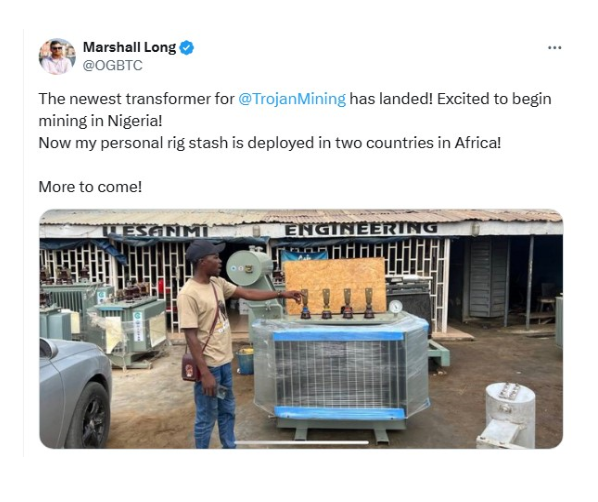 Marshall Long
@OGBTC
The newest transformer for @TrojanMining has landed! Excited to begin
mining in Nigeria!
Now my personal rig stash is deployed in two countries in Africa!
More to come!
ILESANMI ENGINEERING